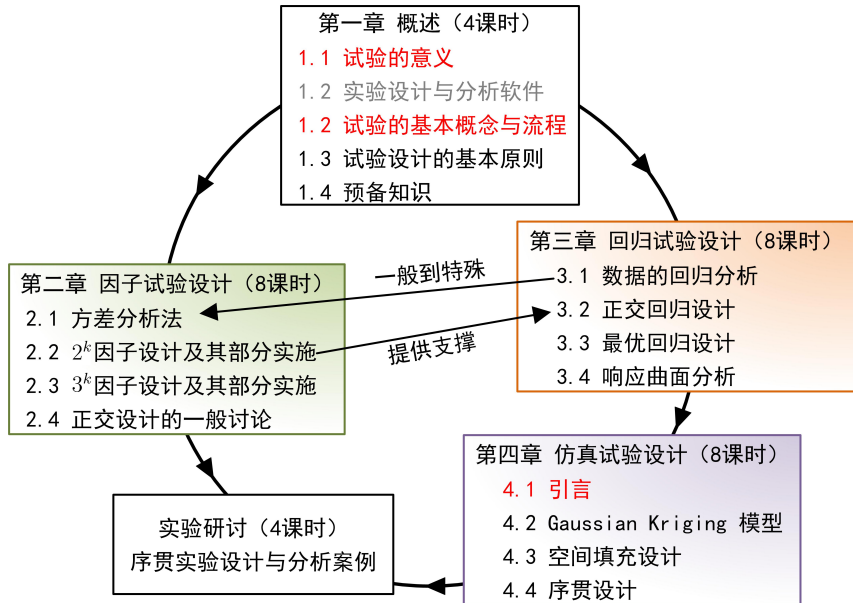 第一章 概述（4课时）
1.1 试验的意义
1.2 实验设计与分析软件
1.2 试验的基本概念与流程
1.3 试验设计的基本原则
1.4 预备知识
第三章 回归试验设计（8课时）
3.1 数据的回归分析
3.2 正交回归设计
3.3 最优回归设计
3.4 响应曲面分析
一般到特殊
提供支撑
第二章 因子试验设计（8课时）
2.1 方差分析法
2.2 2^k因子设计及其部分实施
2.3 3^k因子设计及其部分实施
2.4 正交设计的一般讨论
第四章 仿真试验设计（8课时）
4.1 引言
4.2 Gaussian Kriging 模型
4.3 空间填充设计
4.4 序贯设计
实验研讨（4课时）
序贯实验设计与分析案例